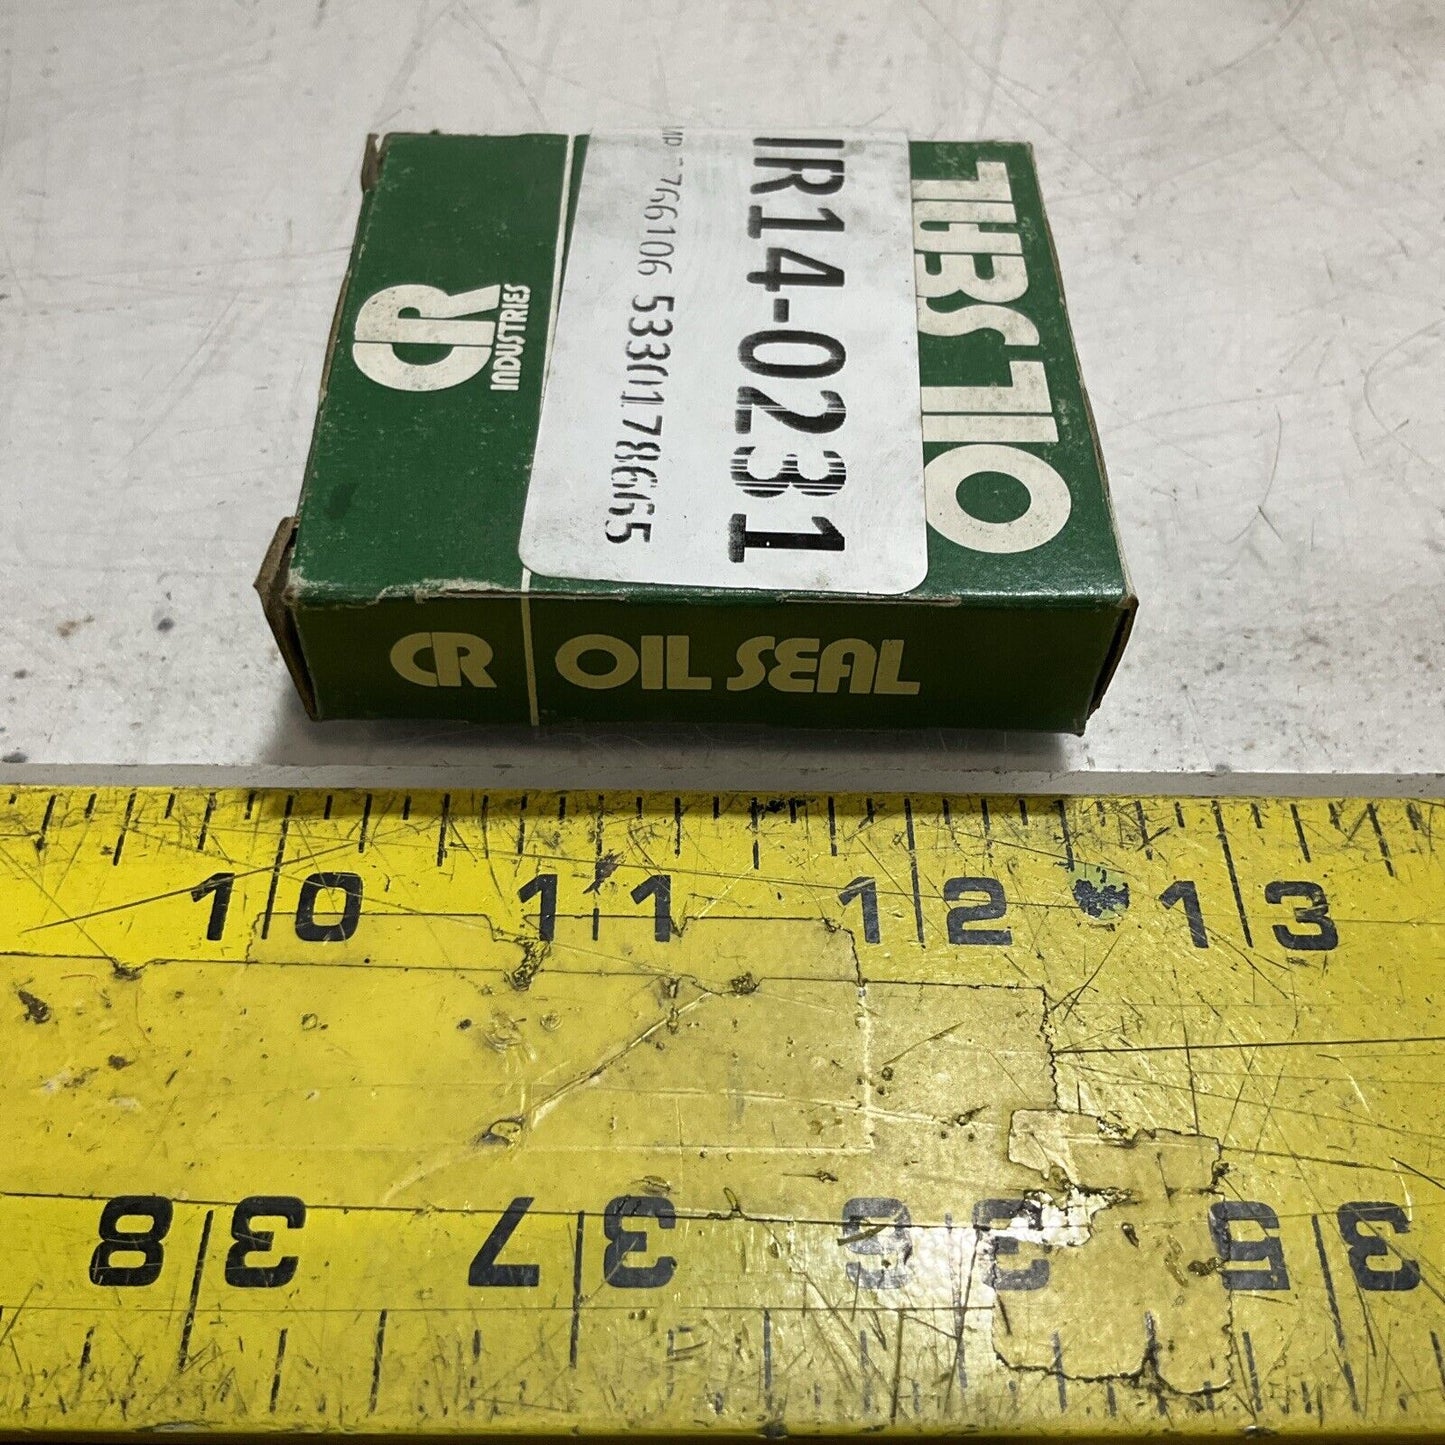 CR
INDUSTRIES
OIL SEAL
IR14-0231
766106 5330178665
CR OIL SEAL
10 11 12 13
38 37 36 35